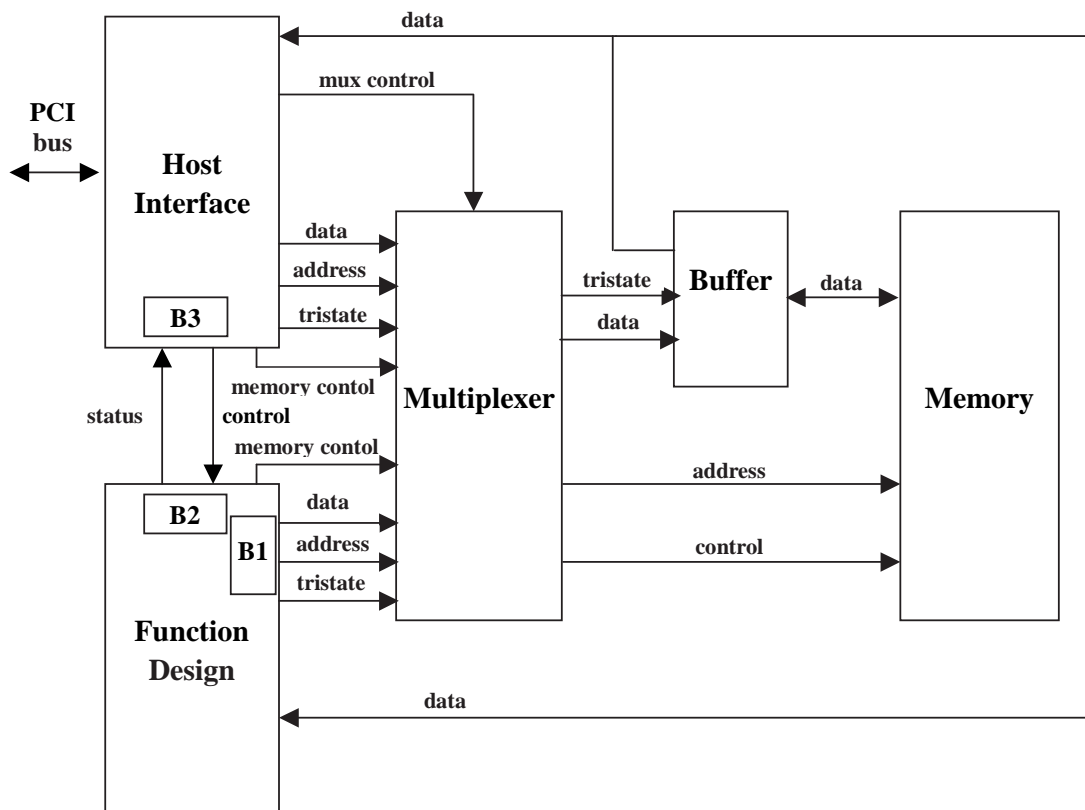 data
mux control
PCI
bus
Host
Interface
data
address
tristate
B3
memory contol
status
control
memory contol
B2
B1
data
address
tristate
Function
Design
Multiplexer
tristate
data
Buffer
data
Memory
address
control
data